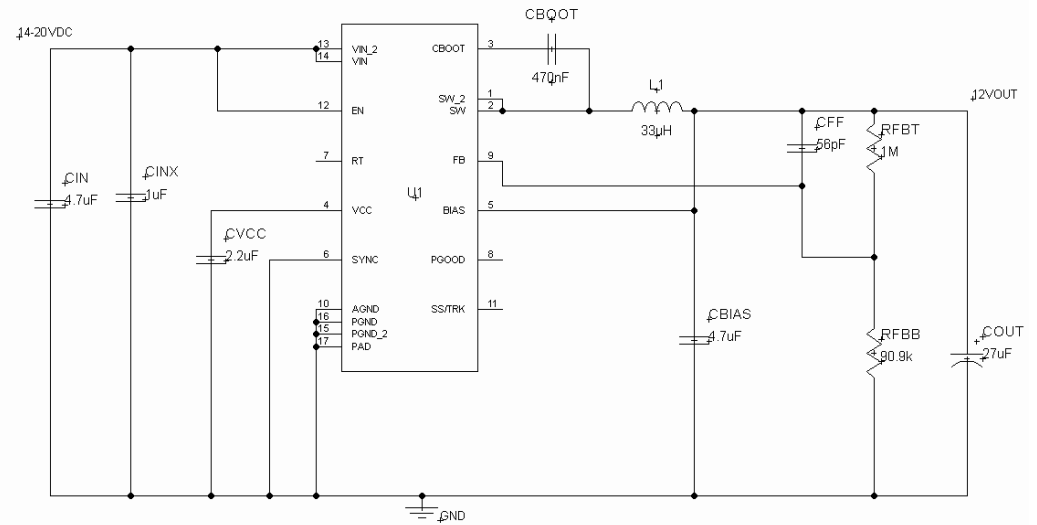 14-20VDC
CIN
4.7uF
CINX
1uF
CVCC
2.2uF
13
VIN_2
14
VIN
12
EN
7
RT
4
VCC
6
SYNC
10
AGND
16
PGND
15
PGND_2
17
PAD
U1
CBOOT
3
SW_2
1
SW
2
FB
9
BIAS
5
PGOOD
8
SS/TRK
11
CBOOT
470nF
L1
33µH
12VOUT
CFF
56pF
RFBT
1M
CBIAS
4.7uF
RFBB
90.9k
COUT
27uF
GND